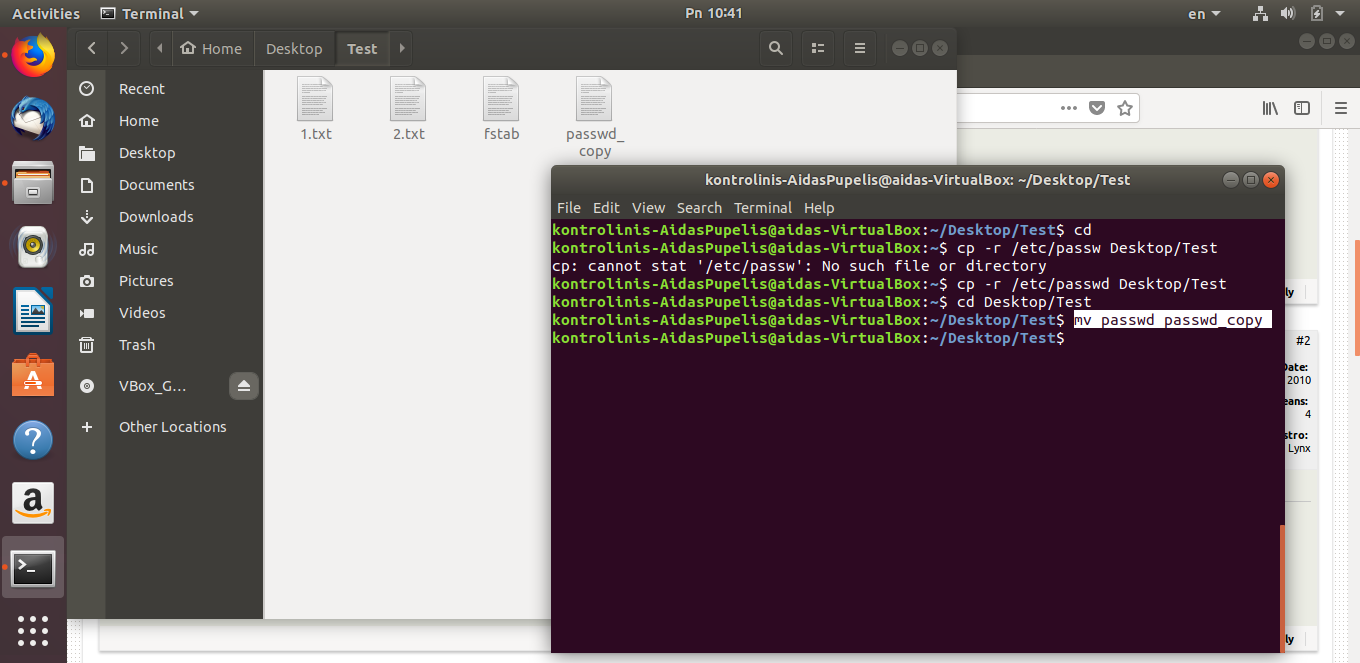 Activities Terminal Pn 10:41 en
Home Desktop Test
Recent
Home
Desktop
Documents
Downloads
Music
Pictures
Videos
Trash
VBox_G...
Other Locations
1.txt 2.txt fstab passwd_
copy
kontrolinis-AidasPupelis@aidas-VirtualBox: ~/Desktop/Test
File Edit View Search Terminal Help
kontrolinis-AidasPupelis@aidas-VirtualBox:~/Desktop/Test$ cd
kontrolinis-AidasPupelis@aidas-VirtualBox:~$ cp -r /etc/passw Desktop/Test
cp: cannot stat '/etc/passw': No such file or directory
kontrolinis-AidasPupelis@aidas-VirtualBox:~$ cp -r /etc/passwd Desktop/Test
kontrolinis-AidasPupelis@aidas-VirtualBox:~$ cd Desktop/Test
kontrolinis-AidasPupelis@aidas-VirtualBox:~/Desktop/Test$ mv passwd passwd_copy
kontrolinis-AidasPupelis@aidas-VirtualBox:~/Desktop/Test$
ly
#2
Date:
2010
eans:
4
stro:
Lynx
ly